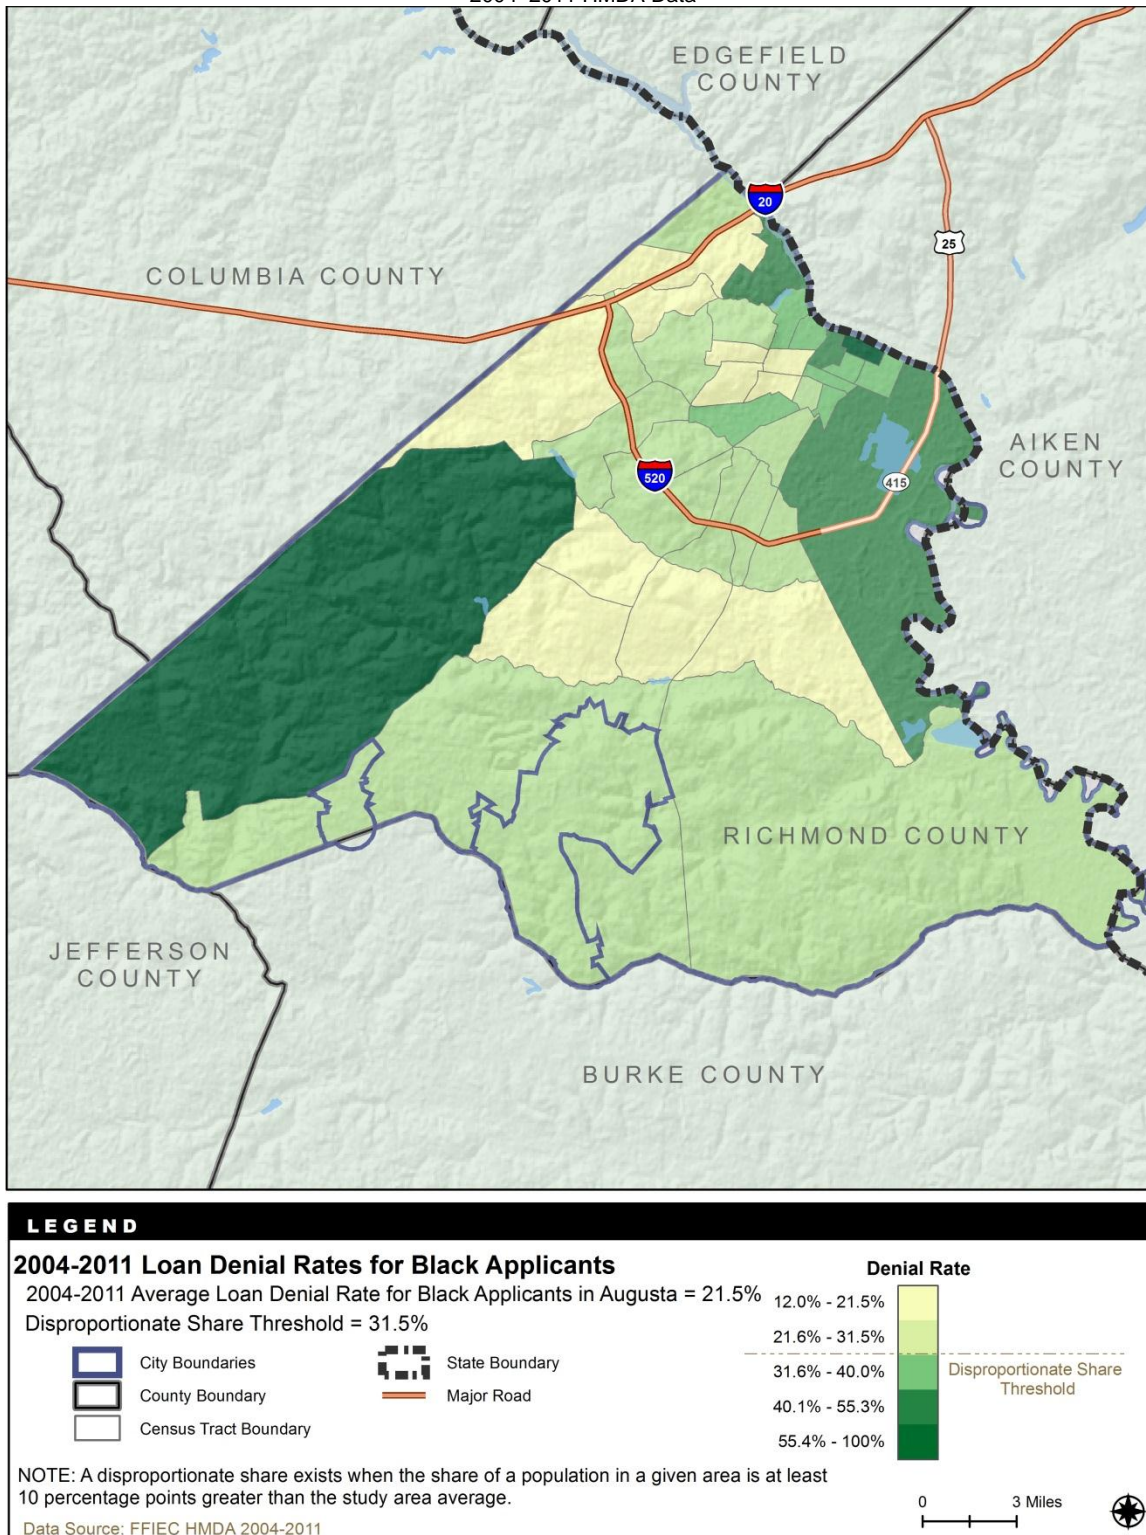 EDGEFIELD
COUNTY
20
25
COLUMBIA COUNTY
AIKEN
COUNTY
520
415
RICHMOND COUNTY
JEFFERSON
COUNTY
BURKE COUNTY
LEGEND
2004-2011 Loan Denial Rates for Black Applicants
2004-2011 Average Loan Denial Rate for Black Applicants in Augusta = 21.5%
Disproportionate Share Threshold = 31.5%
City Boundaries
State Boundary
County Boundary
Major Road
Census Tract Boundary
Denial Rate
12.0% - 21.5%
21.6% - 31.5%
31.6% - 40.0%
Disproportionate Share
Threshold
40.1% - 55.3%
55.4% - 100%
NOTE: A disproportionate share exists when the share of a population in a given area is at least
10 percentage points greater than the study area average.
0 3 Miles
Data Source: FFIEC HMDA 2004-2011